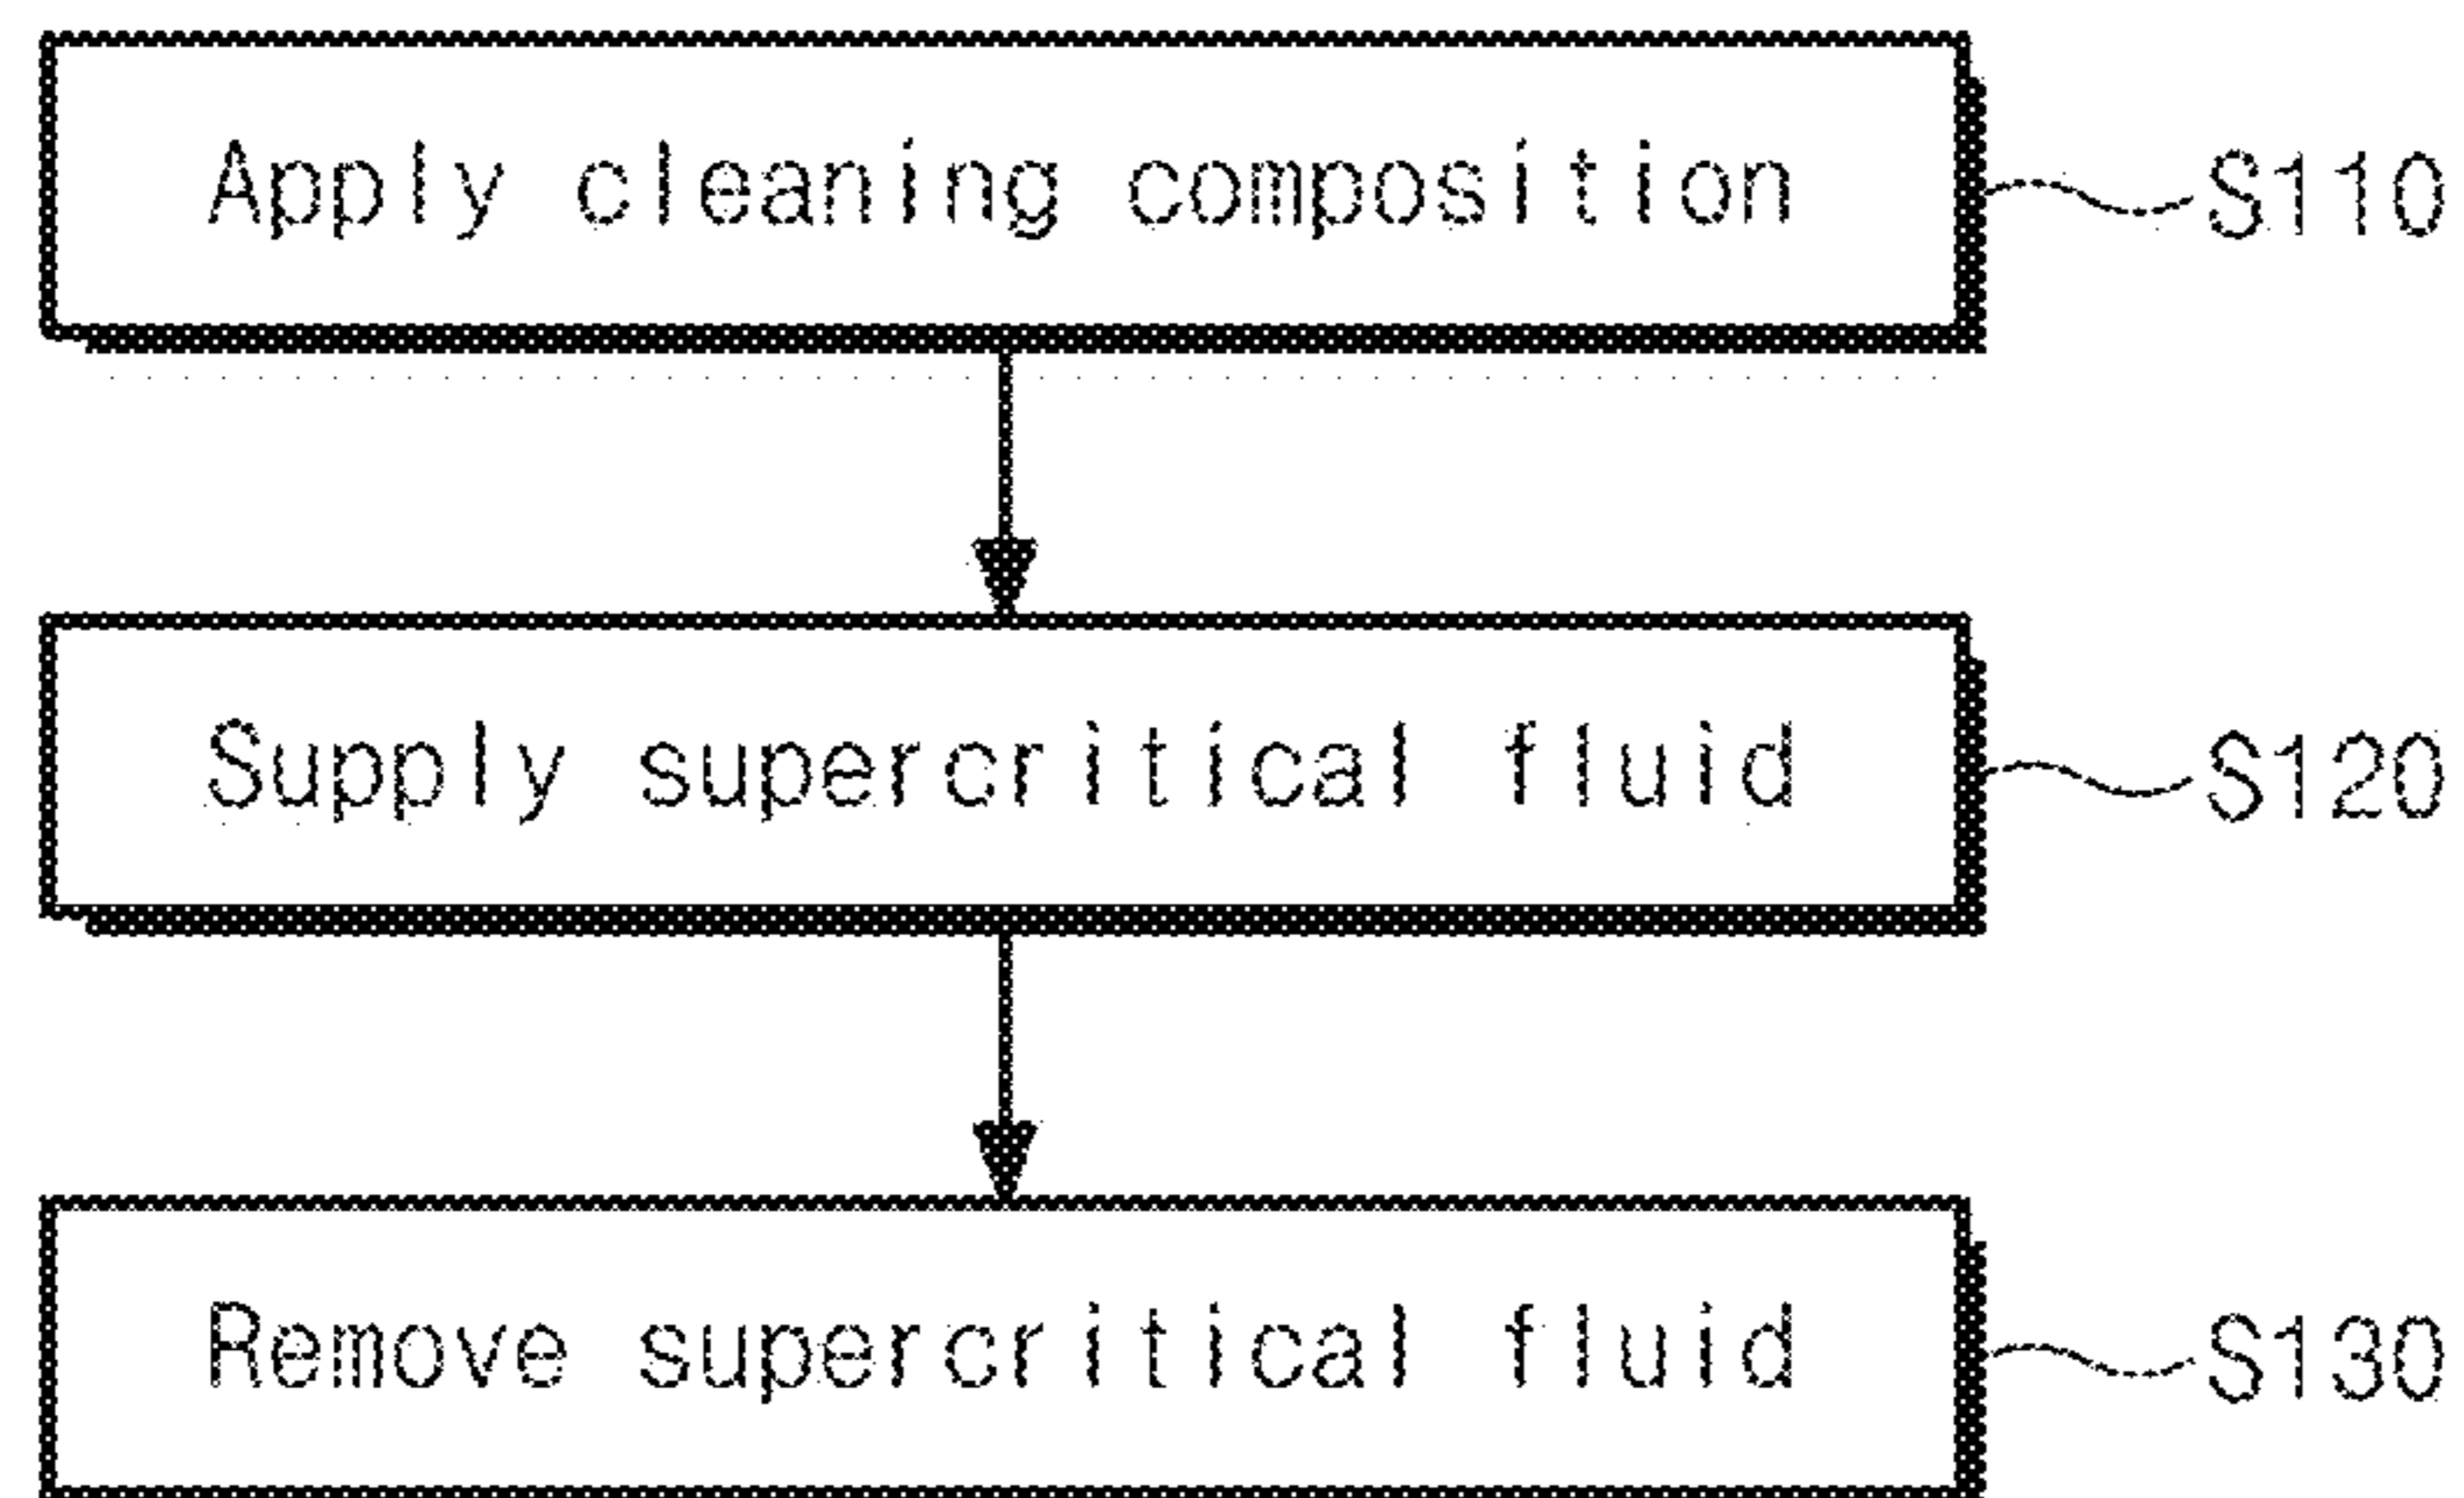 Apply cleaning composition S110
Supply supercritical fluid S120
Remove supercritical fluid S130